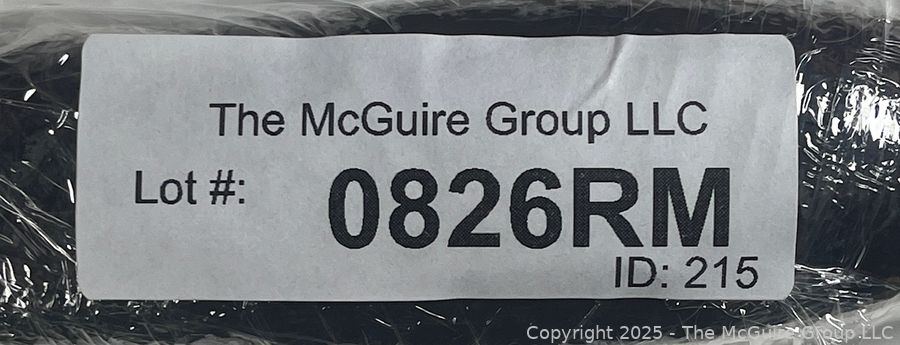 The McGuire Group LLC
Lot #: 0826RM
ID: 215
Copyright 2025 - The McGuire Group LLC